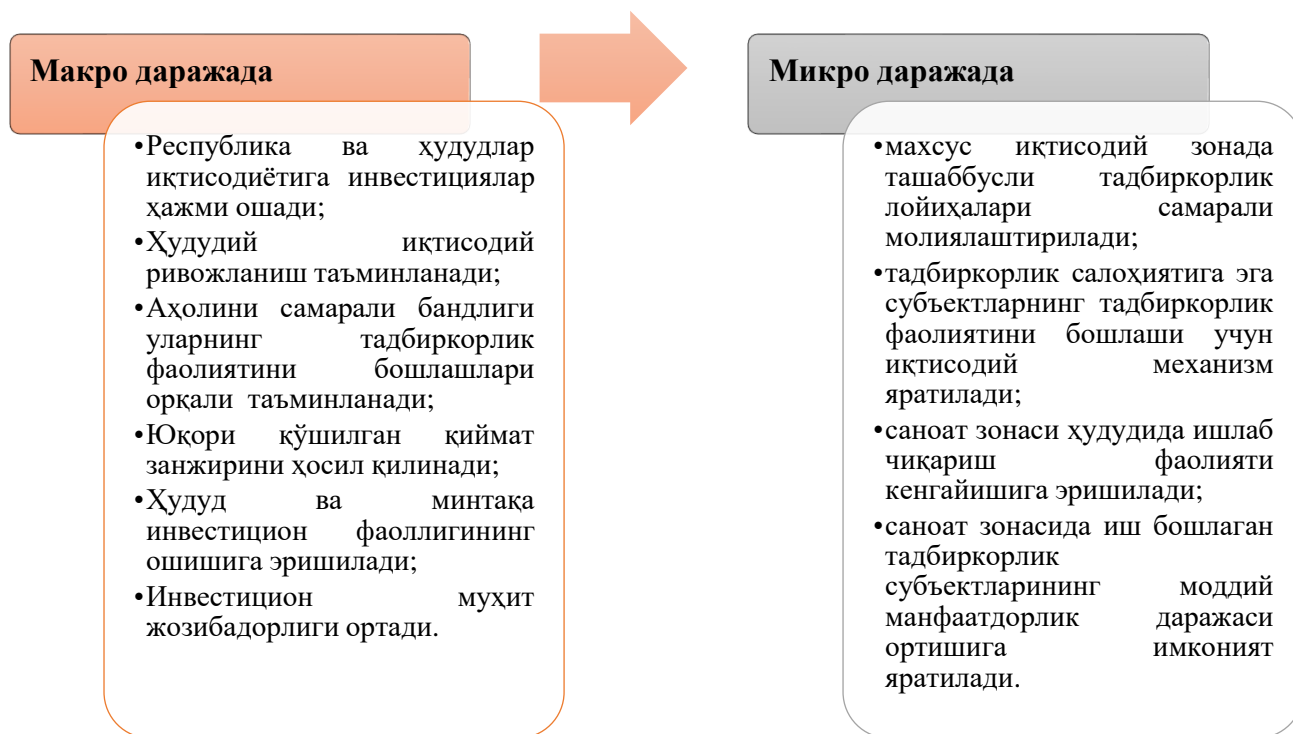 Макро даражада
•Республика ва ҳудудлар
иқтисодиётига инвестициялар
ҳажми ошади;
•Ҳудудий иқтисодий
ривожланиш таъминланади;
•Аҳолини самарали бандлиги
уларнинг тадбиркорлик
фаолиятини бошлашлари
орқали таъминланади;
•Юқори қўшилган қиймат
занжирини ҳосил қилинади;
•Ҳудуд ва минтақа
инвестицион фаоллигининг
ошишига эришилади;
•Инвестицион муҳит
жозибадорлиги ортади.
Микро даражада
•махсус иқтисодий зонада
ташаббусли тадбиркорлик
лойиҳалари самарали
молиялаштирилади;
•тадбиркорлик салоҳиятига эга
субъектларнинг тадбиркорлик
фаолиятини бошлаши учун
иқтисодий механизм
яратилади;
•саноат зонаси ҳудудида ишлаб
чиқариш фаолияти
кенгайишига эришилади;
•саноат зонасида иш бошлаган
тадбиркорлик
субъектларининг моддий
манфаатдорлик даражаси
ортишига имконият
яратилади.